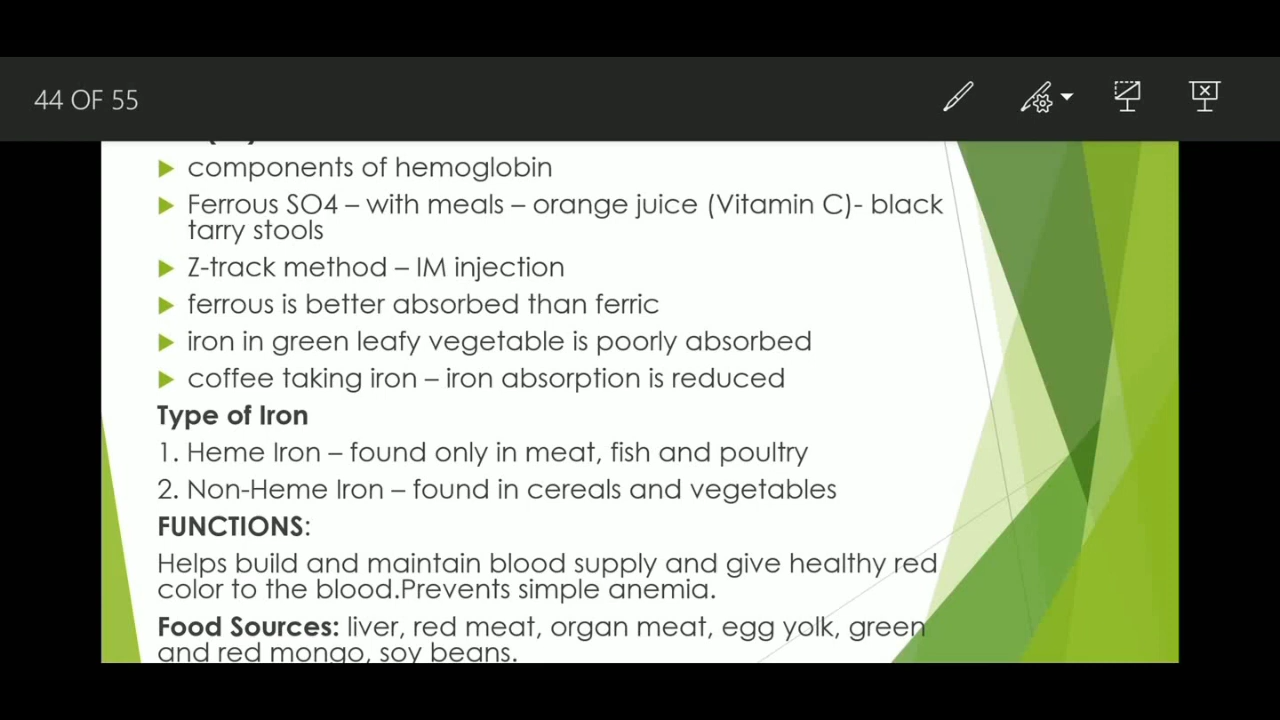 44 OF 55
components of hemoglobin
Ferrous SO4 – with meals – orange juice (Vitamin C)- black
tarry stools
Z-track method – IM injection
ferrous is better absorbed than ferric
iron in green leafy vegetable is poorly absorbed
coffee taking iron – iron absorption is reduced
Type of Iron
1. Heme Iron – found only in meat, fish and poultry
2. Non-Heme Iron – found in cereals and vegetables
FUNCTIONS:
Helps build and maintain blood supply and give healthy red
color to the blood.Prevents simple anemia.
Food Sources: liver, red meat, organ meat, egg yolk, green
and red mongo, soy beans.